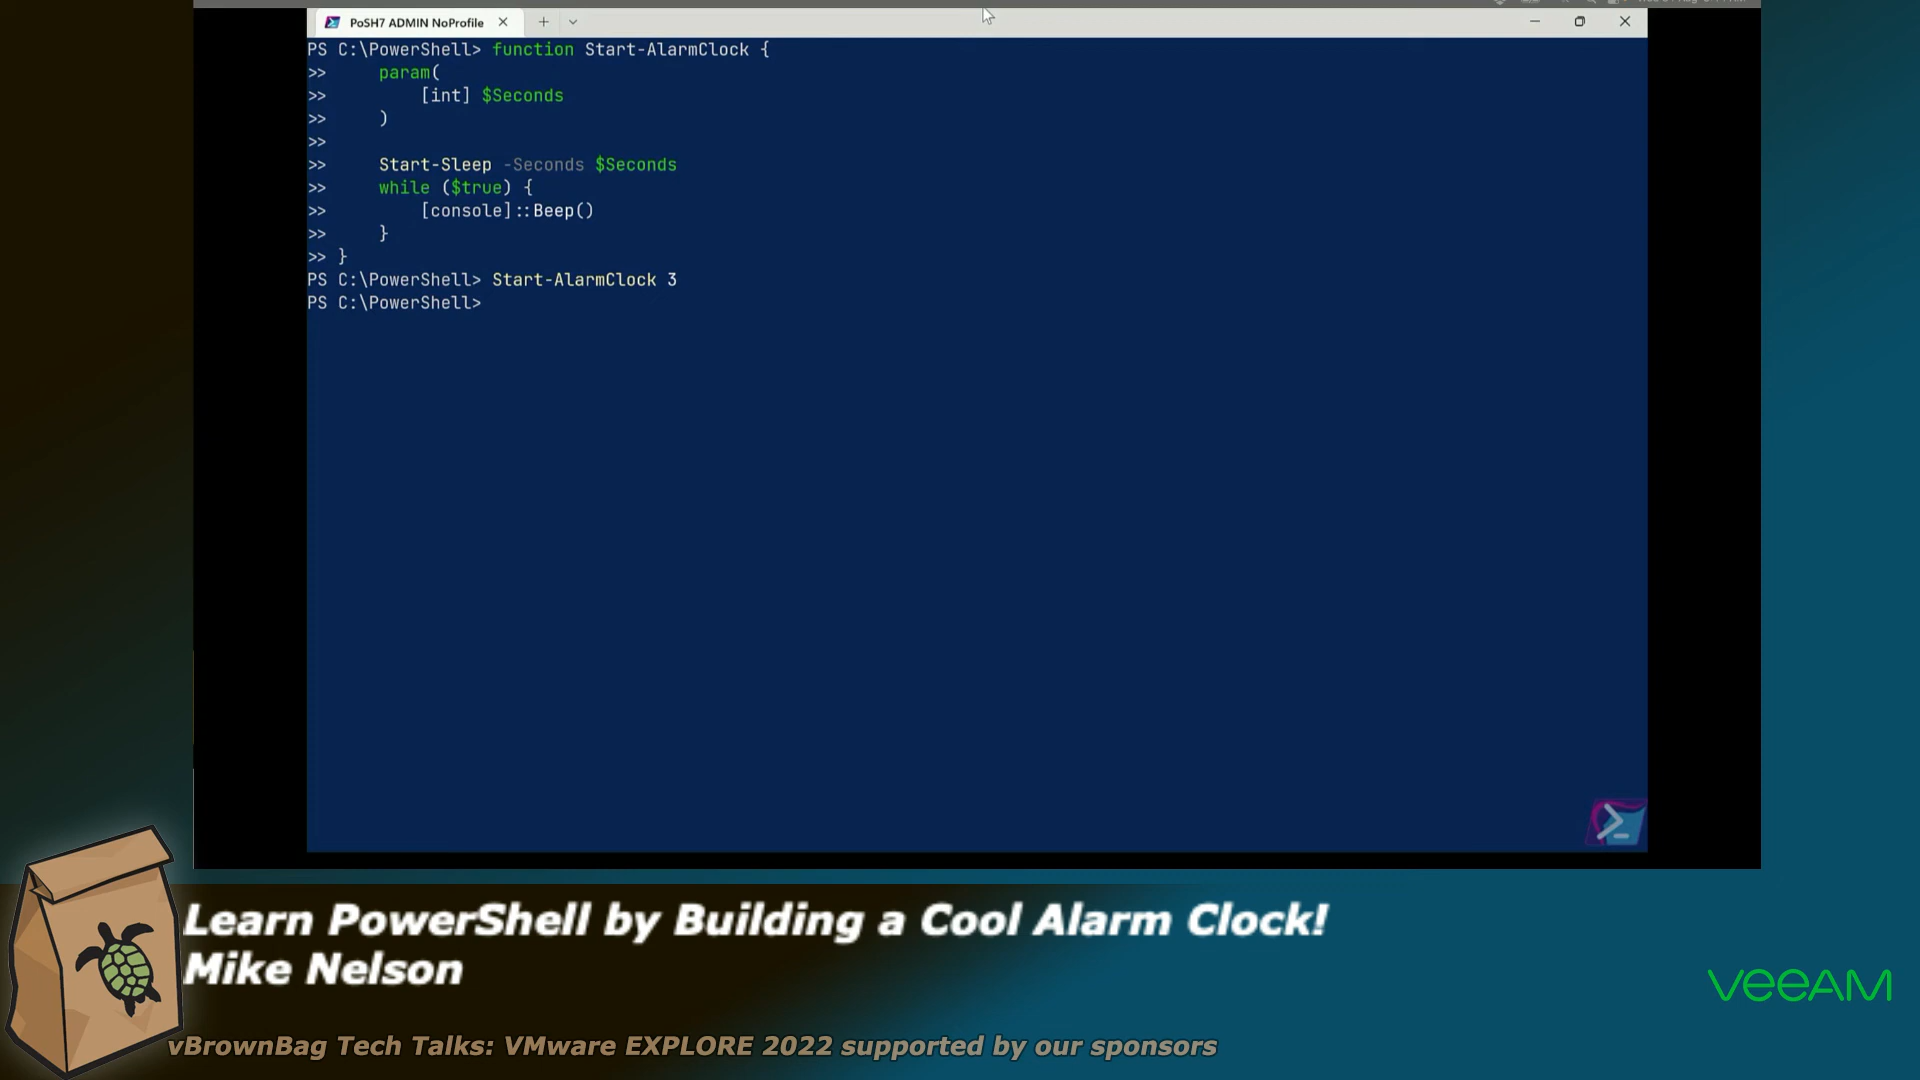 PoSH7 ADMIN NoProfile
PS C:\PowerShell> function Start-AlarmClock {
>>     param(
>>         [int] $Seconds
>>     )
>>
>>     Start-Sleep -Seconds $Seconds
>>     while ($true) {
>>         [console]::Beep()
>>     }
>> }
PS C:\PowerShell> Start-AlarmClock 3
PS C:\PowerShell>
Learn PowerShell by Building a Cool Alarm Clock!
Mike Nelson
veeAM
vBrownBag Tech Talks: VMware EXPLORE 2022 supported by our sponsors